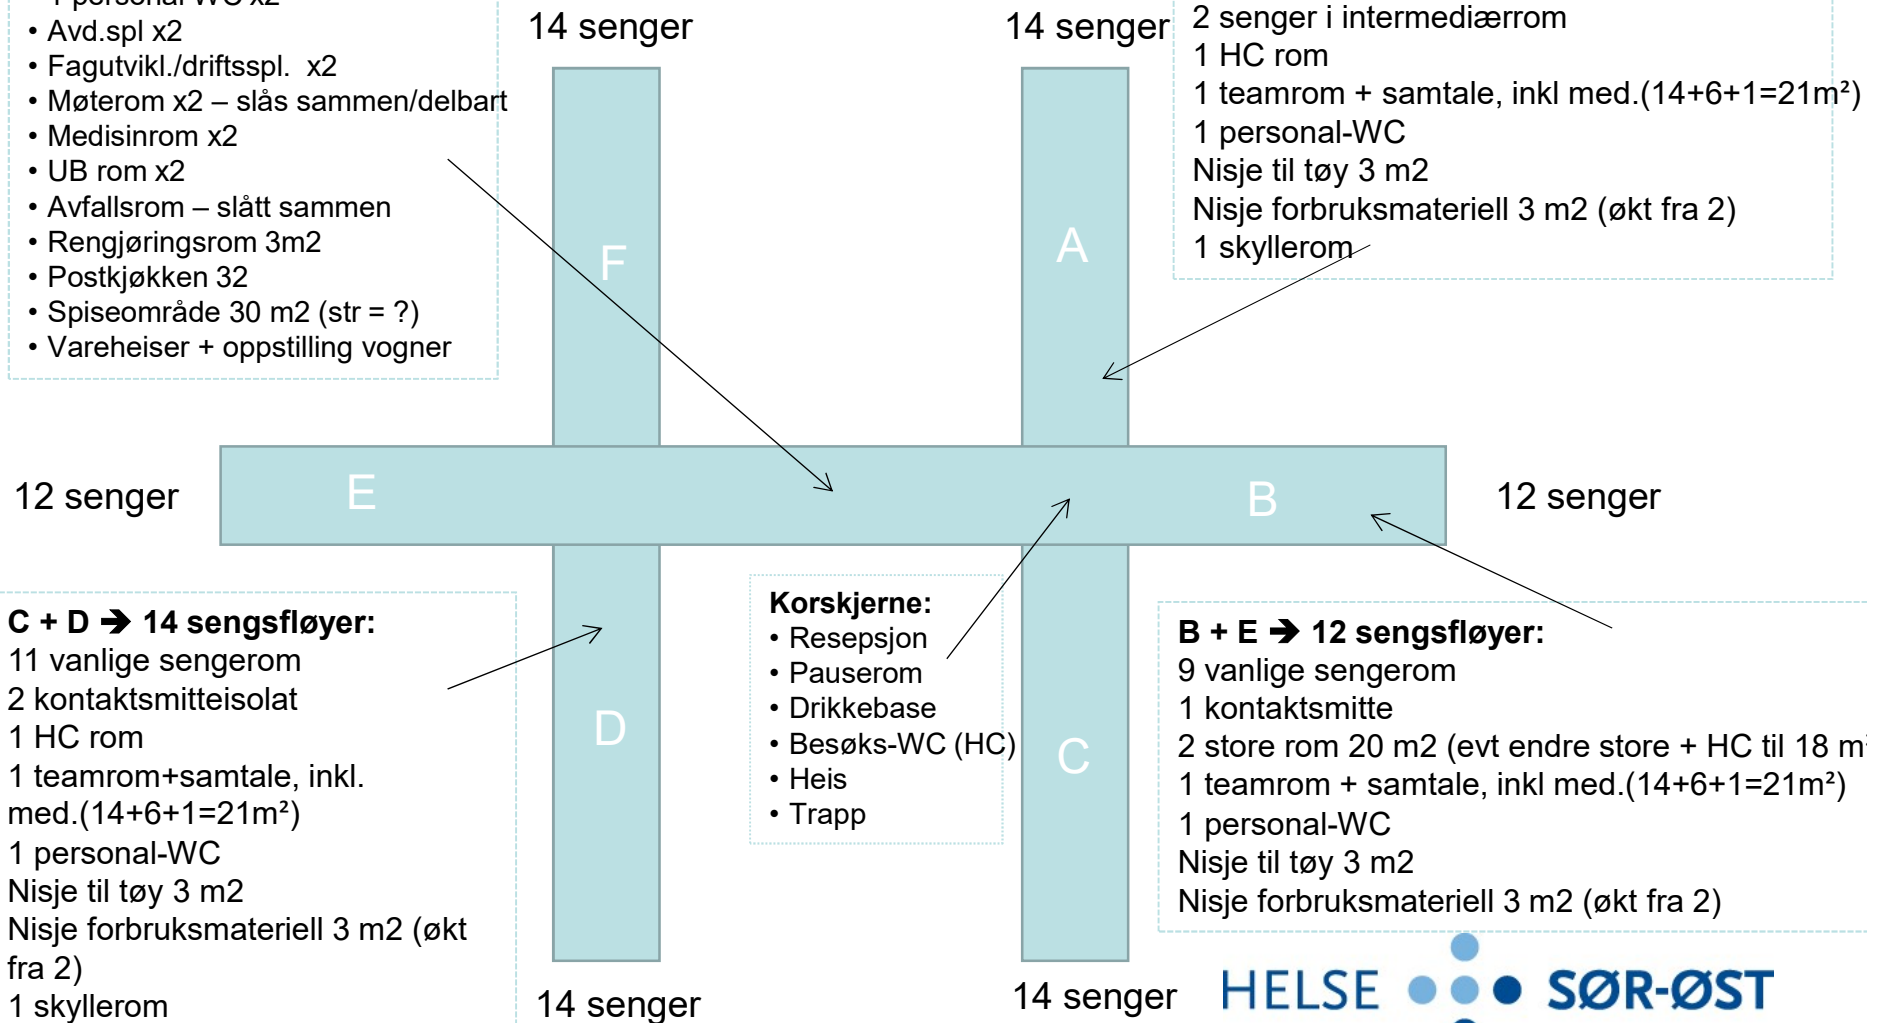 1 personal-WC x2
• Avd.spl x2
• Fagutvikl./driftsspl.  x2
• Møterom x2 – slås sammen/delbart
• Medisinrom x2
• UB rom x2
• Avfallsrom – slått sammen
• Rengjøringsrom 3m2
• Postkjøkken 32
• Spiseområde 30 m2 (str = ?)
• Vareheiser + oppstilling vogner
14 senger
14 senger
2 senger i intermediærrom
1 HC rom
1 teamrom + samtale, inkl med.(14+6+1=21m²)
1 personal-WC
Nisje til tøy 3 m2
Nisje forbruksmateriell 3 m2 (økt fra 2)
1 skyllerom
F
A
12 senger
E
B
12 senger
C + D ➔ 14 sengsfløyer:
11 vanlige sengerom
2 kontaktsmitteisolat
1 HC rom
1 teamrom+samtale, inkl.
med.(14+6+1=21m²)
1 personal-WC
Nisje til tøy 3 m2
Nisje forbruksmateriell 3 m2 (økt
fra 2)
1 skyllerom
D
Korskjerne:
• Resepsjon
• Pauserom
• Drikkebase
• Besøks-WC (HC)
• Heis
• Trapp
C
B + E ➔ 12 sengsfløyer:
9 vanlige sengerom
1 kontaktsmitte
2 store rom 20 m2 (evt endre store + HC til 18 m²
1 teamrom + samtale, inkl med.(14+6+1=21m²)
1 personal-WC
Nisje til tøy 3 m2
Nisje forbruksmateriell 3 m2 (økt fra 2)
14 senger
14 senger
HELSE SØR-ØST